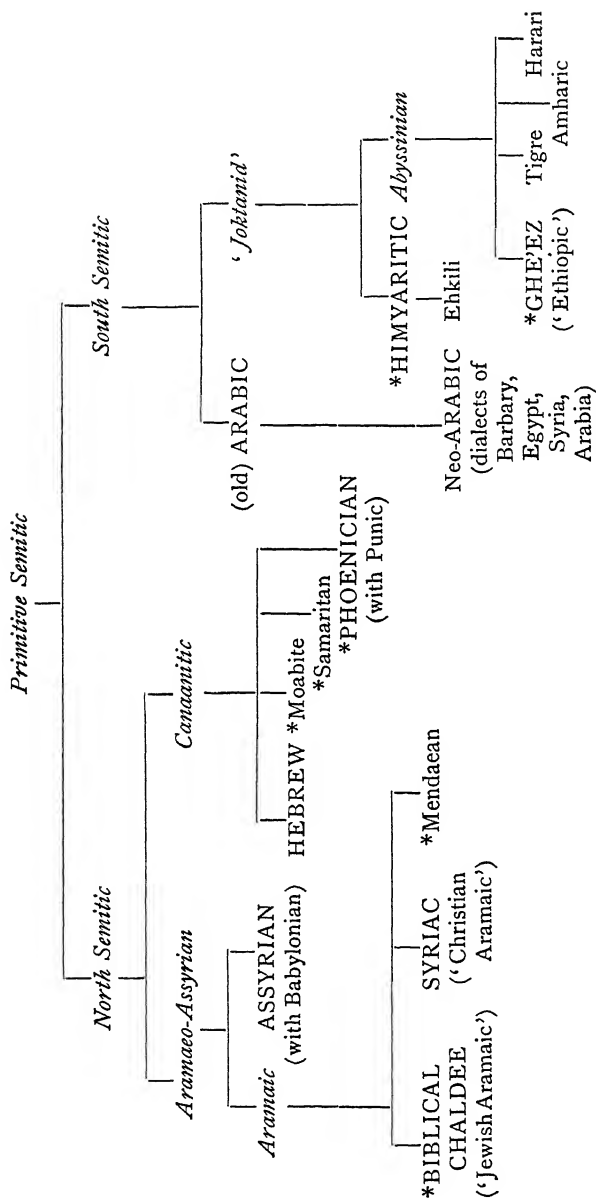 Primitive Semitic
North Semitic
South Semitic
Aramaeo-Assyrian
Canaanitic
(old) ARABIC
‘Joktanid’
Aramaic
ASSYRIAN
(with Babylonian)
HEBREW
*Moabite
*Samaritan
*PHOENICIAN
(with Punic)
*HIMYARITIC
Abyssinian
Ehkili
*BIBLICAL
CHALDEE
(‘Jewish Aramaic’)
SYRIAC
(‘Christian
Aramaic’)
*Mendaean
Neo-ARABIC
(dialects of
Barbary,
Egypt,
Syria,
Arabia)
*GHE’EZ
(‘Ethiopic’)
Tigre
Amharic
Harari